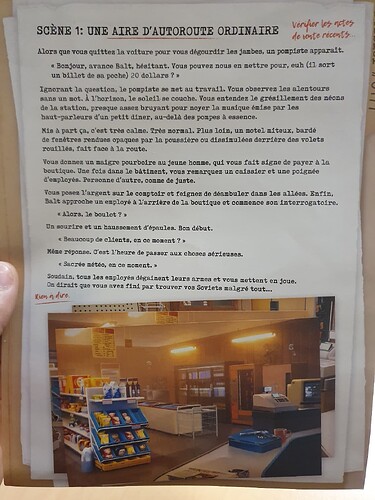 SCÈNE 1: UNE AIRE D'AUTOROUTE ORDINAIRE
Vérifier les actes
de vente récents...
Alors que vous quittez la voiture pour vous dégourdir les jambes, un pompiste apparaît.
« Bonjour, avance Balt, hésitant. Vous pouvez nous en mettre pour, euh (il sort
un billet de sa poche) 20 dollars ? »
Ignorant la question, le pompiste se met au travail. Vous observez les alentours
sans un mot. À l'horizon, le soleil se couche. Vous entendez le grésillement des néons
de la station, presque assez bruyant pour noyer la musique émise par les
haut-parleurs d'un petit diner, au-delà des pompes à essence.
Mis à part ça, c'est très calme. Très normal. Plus loin, un motel miteux, bardé
de fenêtres rendues opaques par la poussière ou dissimulées derrière des volets
rouillés, fait face à la route.
Vous donnez un maigre pourboire au jeune homme, qui vous fait signe de payer à la
boutique. Une fois dans le bâtiment, vous remarquez un caissier et une poignée
d'employés. Personne d'autre, comme de juste.
Vous posez l'argent sur le comptoir et feignez de déambuler dans les allées. Enfin,
Balt approche un employé à l'arrière de la boutique et commence son interrogatoire.
« Alors, le boulot ? »
Un sourire et un haussement d'épaules. Bon début.
« Beaucoup de clients, en ce moment ? »
Même réponse. C'est l'heure de passer aux choses sérieuses.
« Sacrée météo, en ce moment. »
Soudain, tous les employés dégainent leurs armes et vous mettent en joue.
On dirait que vous avez fini par trouver vos Soviets malgré tout...
Rien à dire